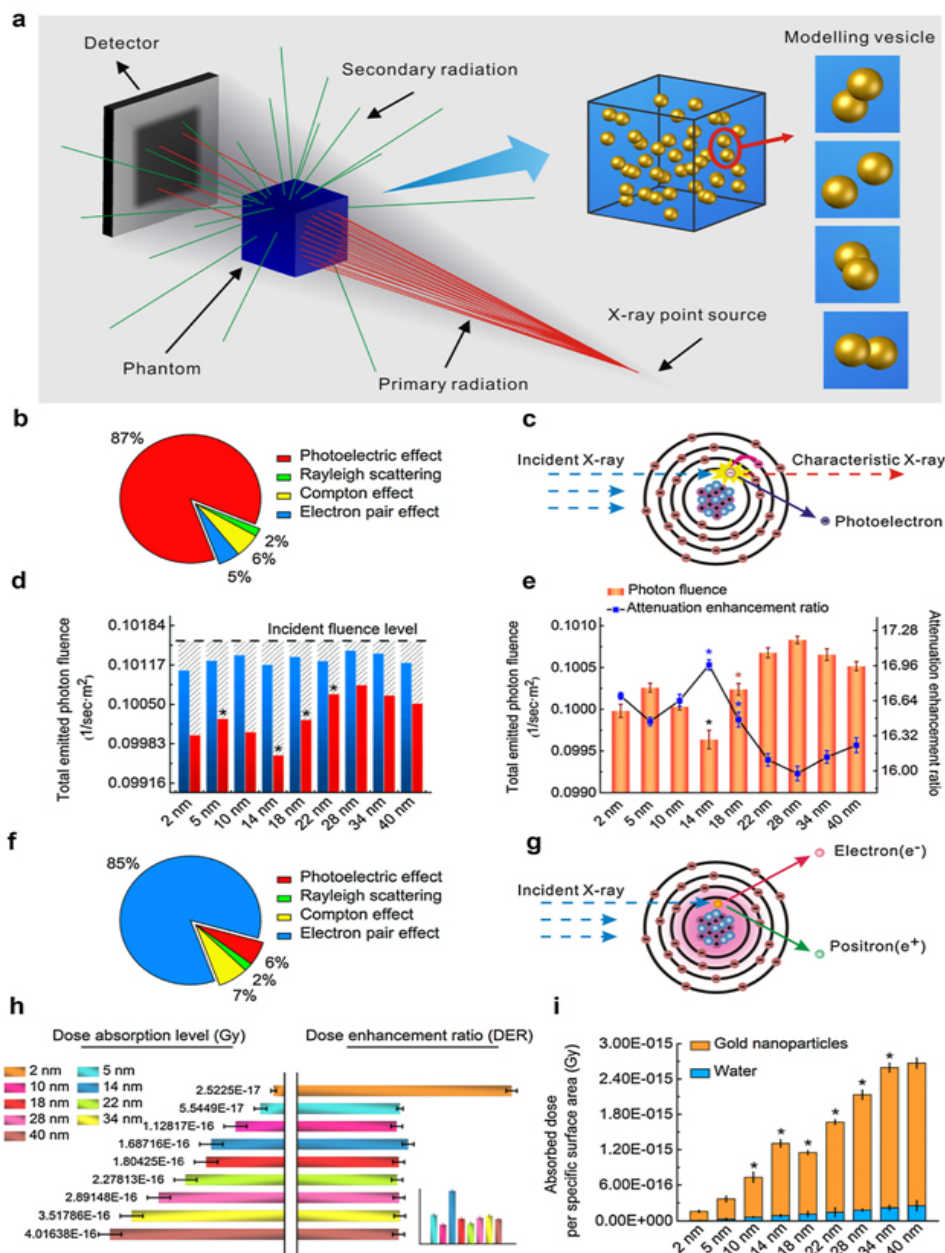 a
Detector
Secondary radiation
Modelling vesicle
Phantom
Primary radiation
X-ray point source
b
87%
Photoelectric effect
Rayleigh scattering
Compton effect
Electron pair effect
2%
6%
5%
c
Incident X-ray
Characteristic X-ray
Photoelectron
d
Total emitted photon fluence
(1/sec·m²)
0.10184
0.10117
0.10050
0.09983
0.09916
Incident fluence level
* * * * *
2 nm 5 nm 10 nm 14 nm 18 nm 22 nm 28 nm 34 nm 40 nm
e
Photon fluence
Attenuation enhancement ratio
Total emitted photon fluence
(1/sec·m²)
0.1010
0.1005
0.1000
0.0995
0.0990
* * * *
17.28
16.96
16.64
16.32
16.00
Attenuation enhancement
ratio
2 nm 5 nm 10 nm 14 nm 18 nm 22 nm 28 nm 34 nm 40 nm
f
85%
Photoelectric effect
Rayleigh scattering
Compton effect
Electron pair effect
6%
2%
7%
g
Incident X-ray
Electron(e⁻)
Positron(e⁺)
h
Dose absorption level (Gy)
Dose enhancement ratio (DER)
2 nm 5 nm
10 nm 14 nm
18 nm 22 nm
28 nm 34 nm
40 nm
2.5225E-17
5.5449E-17
1.12817E-16
1.68716E-16
1.80425E-16
2.27813E-16
2.89148E-16
3.51786E-16
4.01638E-16
i
Gold nanoparticles
Water
Absorbed dose
per specific surface area (Gy)
3.00E-015
2.40E-015
1.80E-015
1.20E-015
6.00E-016
0.00E+000
* * * * * *
2 nm 5 nm 10 nm 14 nm 18 nm 22 nm 28 nm 34 nm 40 nm